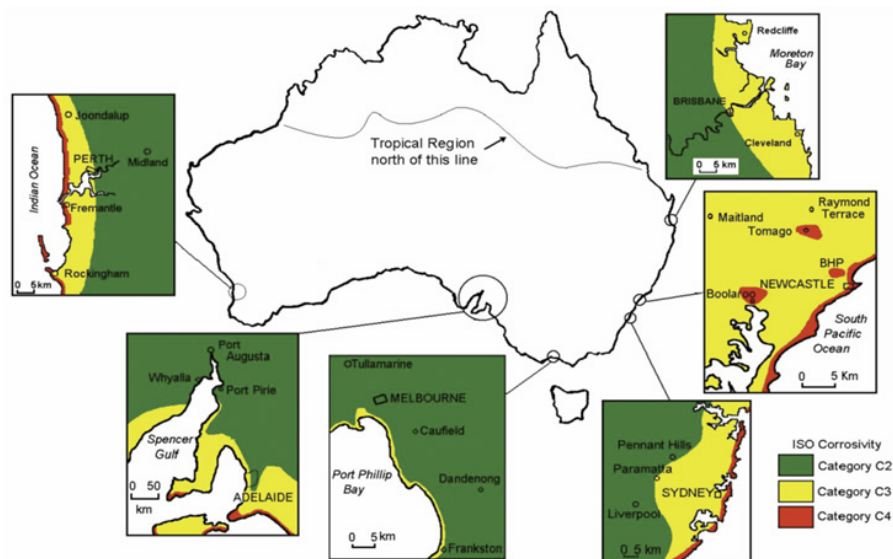 Redcliffe
Moreton
Bay
BRISBANE
Cleveland
0 5 km
Joondalup
PERTH
Midland
Indian Ocean
Fremantle
Rockingham
0 5km
Tropical Region
north of this line
Maitland
Raymond
Terrace
Tomago
BHP
NEWCASTLE
Boolaroo
South
Pacific
Ocean
0 5 Km
Port
Augusta
Whyalla
Port Pirie
Spencer
Gulf
ADELAIDE
0 50
km
Tullamarine
MELBOURNE
Caufield
Port Phillip
Bay
Dandenong
Frankston
0 5 km
Pennant Hills
Paramatta
SYDNEY
Liverpool
0 5 km
ISO Corrosivity
Category C2
Category C3
Category C4